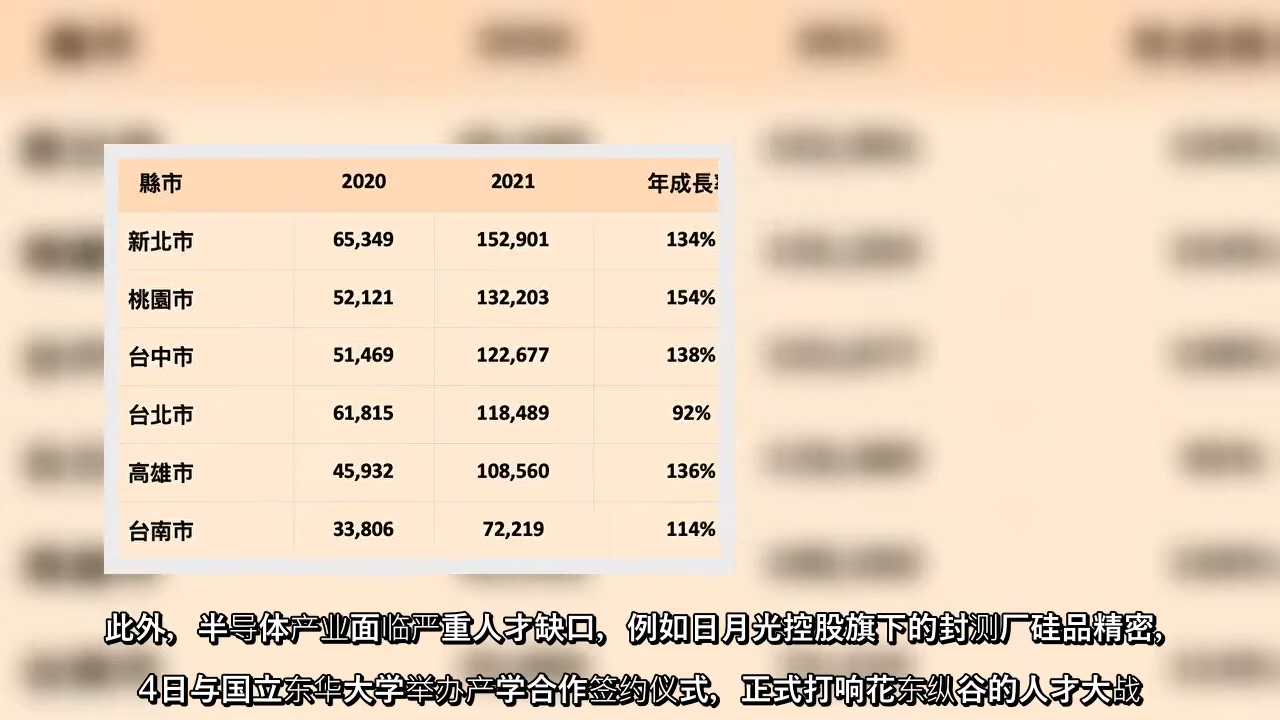 縣市 2020 2021 年成長
新北市 65,349 152,901 134%
桃園市 52,121 132,203 154%
台中市 51,469 122,677 138%
台北市 61,815 118,489 92%
高雄市 45,932 108,560 136%
台南市 33,806 72,219 114%
此外，半导体产业面临严重人才缺口，例如日月光控股旗下的封测厂硅品精密，
4日与国立东华大学举办产学合作签约仪式，正式打响花东纵谷的人才大战